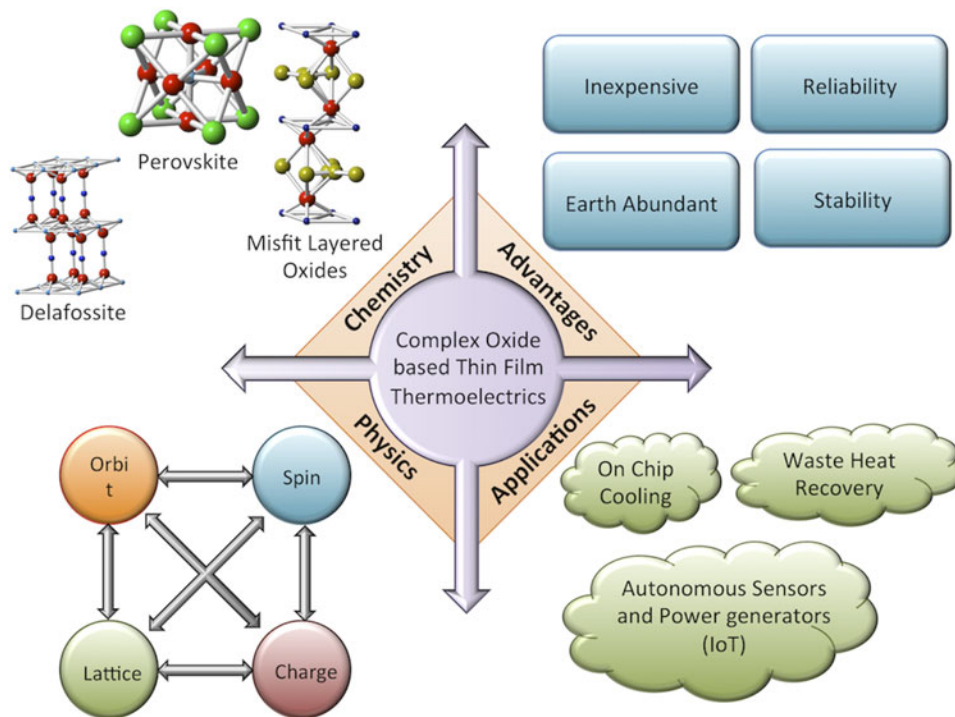 Perovskite
Misfit Layered
Oxides
Delafossite
Inexpensive
Reliability
Earth Abundant
Stability
Chemistry
Advantages
Complex Oxide
based Thin Film
Thermoelectrics
Physics
Applications
Orbi
t
Spin
Lattice
Charge
On Chip
Cooling
Waste Heat
Recovery
Autonomous Sensors
and Power generators
(IoT)